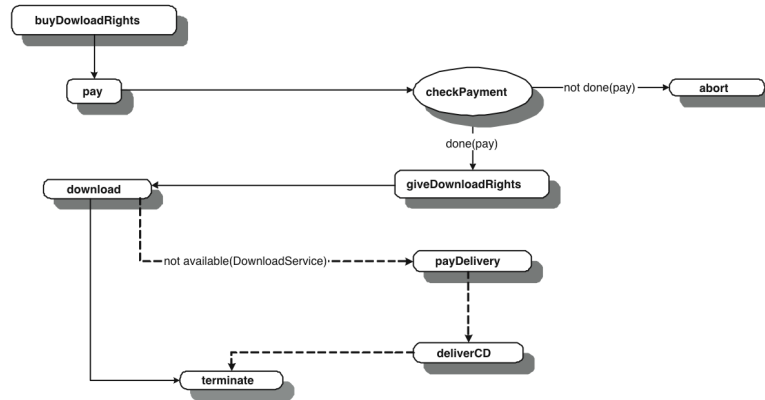 buyDowloadRights
pay
checkPayment
not done(pay)
abort
done(pay)
download
giveDownloadRights
not available(DownloadService)
payDelivery
deliverCD
terminate